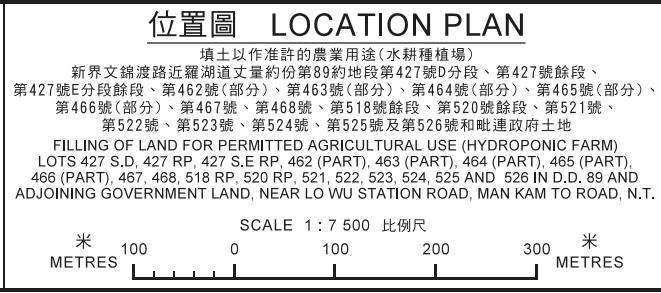 位置圖 LOCATION PLAN
填土以作准許的農業用途(水耕種植場)
新界文錦渡路近羅湖道丈量約份第89約地段第427號D分段、第427號餘段、
第427號E分段餘段、第462號(部分)、第463號(部分)、第464號(部分)、第465號(部分)、
第466號(部分)、第467號、第468號、第518號餘段、第520號餘段、第521號、
第522號、第523號、第524號、第525號及第526號和毗連政府土地
FILLING OF LAND FOR PERMITTED AGRICULTURAL USE (HYDROPONIC FARM)
LOTS 427 S.D, 427 RP, 427 S.E RP, 462 (PART), 463 (PART), 464 (PART), 465 (PART),
466 (PART), 467, 468, 518 RP, 520 RP, 521, 522, 523, 524, 525 AND 526 IN D.D. 89 AND
ADJOINING GOVERNMENT LAND, NEAR LO WU STATION ROAD, MAN KAM TO ROAD, N.T.
SCALE 1 : 7 500 比例尺
米 METRES 100 0 100 200 300 米 METRES